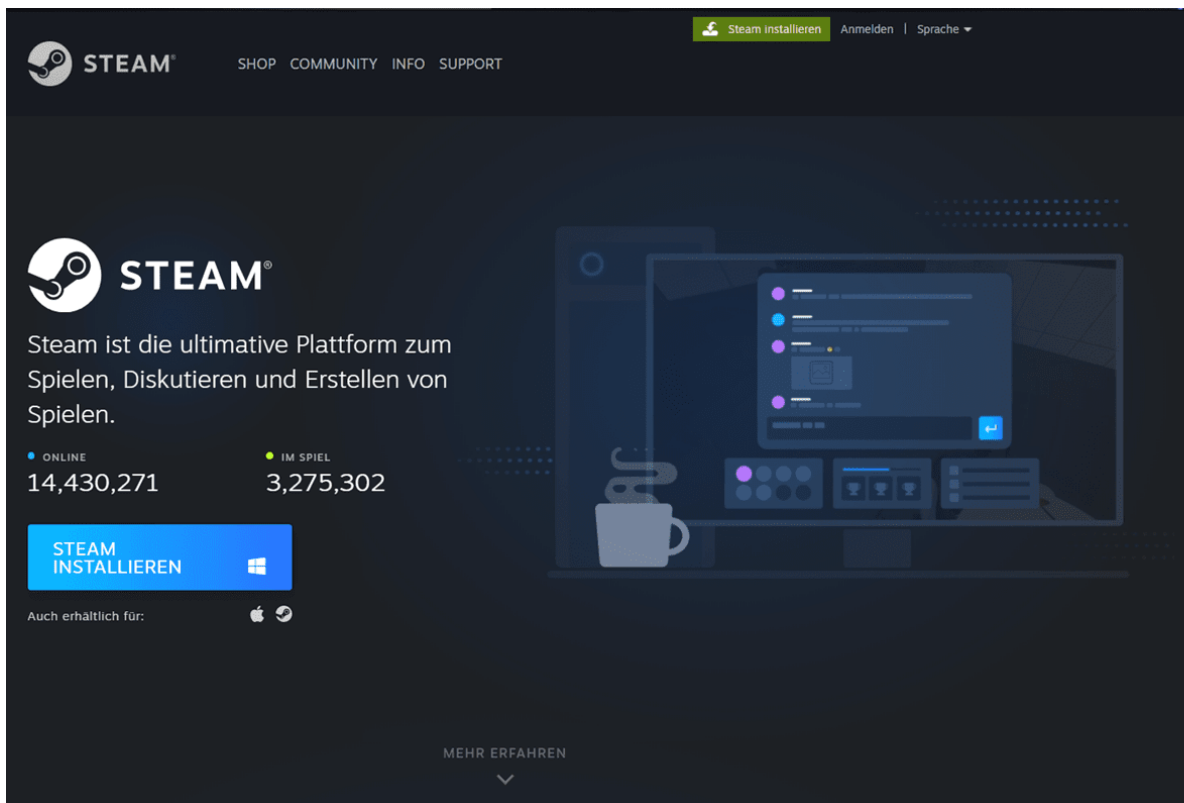 Steam installieren Anmelden | Sprache
STEAM®
SHOP COMMUNITY INFO SUPPORT
STEAM®
Steam ist die ultimative Plattform zum
Spielen, Diskutieren und Erstellen von
Spielen.
ONLINE IM SPIEL
14,430,271 3,275,302
STEAM
INSTALLIEREN
Auch erhältlich für:
MEHR ERFAHREN